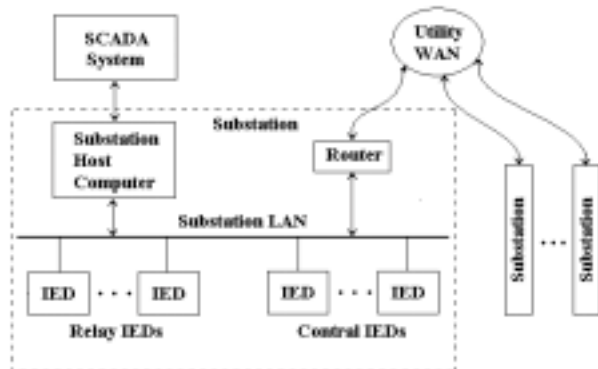 SCADA
System
Utility
WAN
Substation
Substation
Host
Computer
Router
Substation LAN
IED
IED
IED
IED
Relay IEDs
Contral IEDs
Substation
Substation